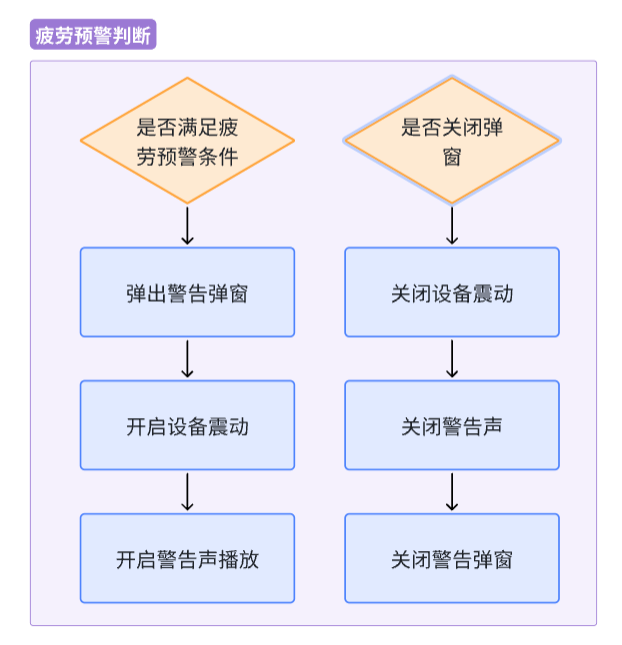 疲劳预警判断
是否满足疲
劳预警条件
弹出警告弹窗
开启设备震动
开启警告声播放
是否关闭弹
窗
关闭设备震动
关闭警告声
关闭警告弹窗